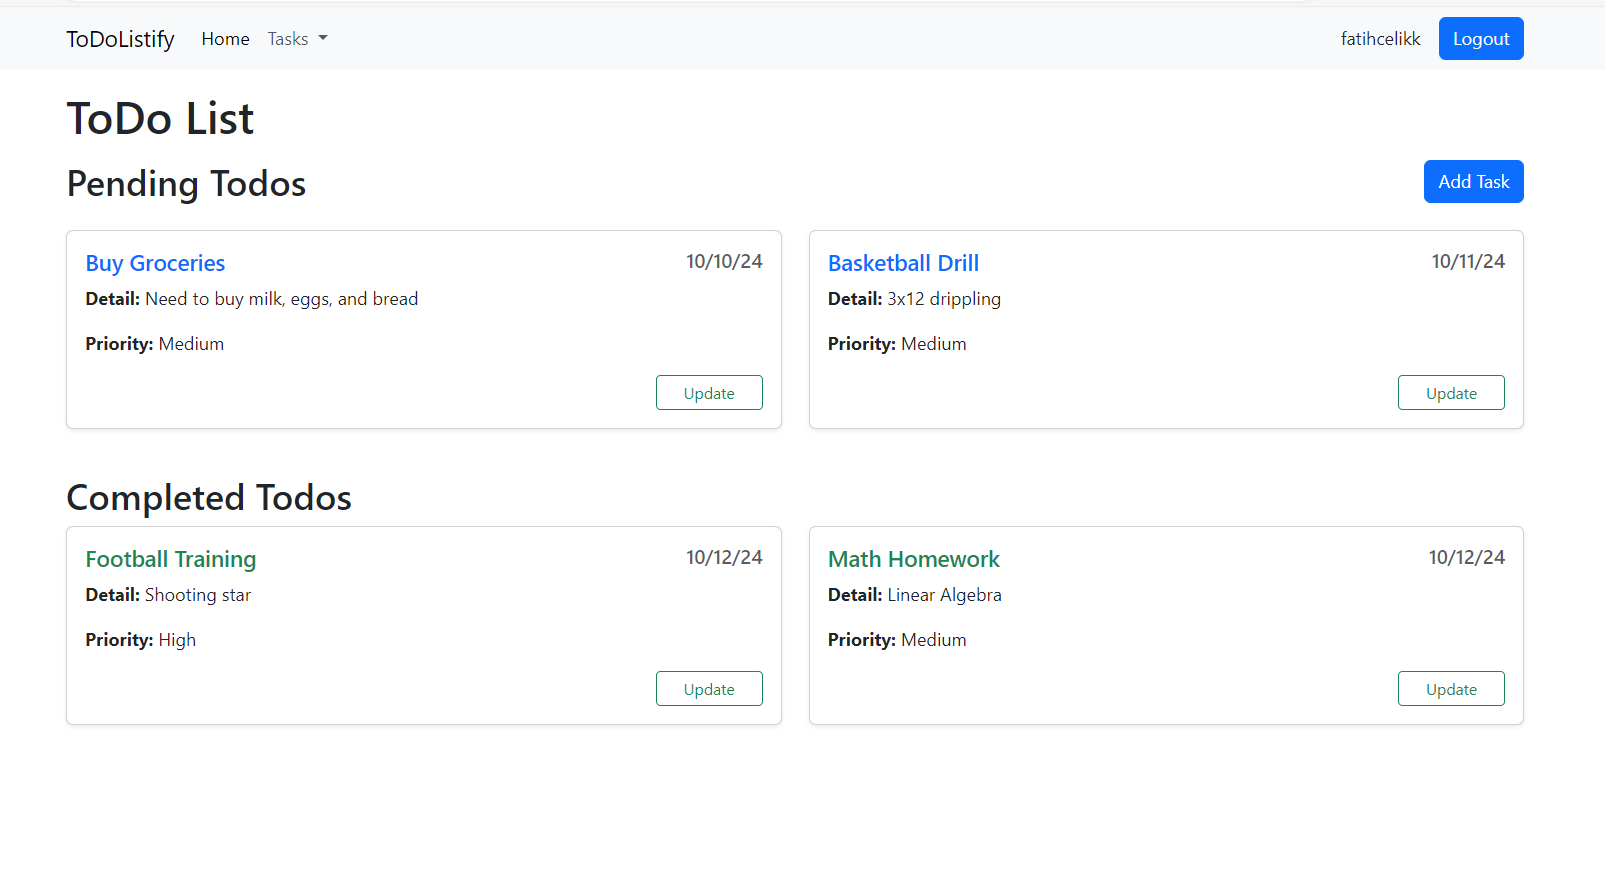 ToDoListify Home Tasks fatihcelikk Logout
ToDo List
Pending Todos Add Task
Buy Groceries 10/10/24
Detail: Need to buy milk, eggs, and bread
Priority: Medium
Update
Basketball Drill 10/11/24
Detail: 3x12 drippling
Priority: Medium
Update
Completed Todos
Football Training 10/12/24
Detail: Shooting star
Priority: High
Update
Math Homework 10/12/24
Detail: Linear Algebra
Priority: Medium
Update